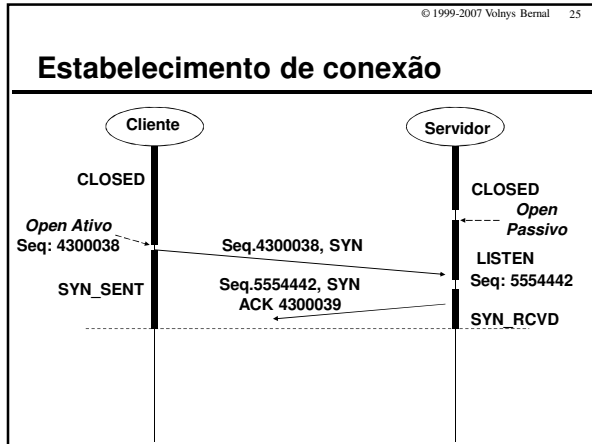 © 1999-2007 Volnys Bernal 25
Estabelecimento de conexão
Cliente
Servidor
CLOSED
CLOSED
Open Ativo
Seq: 4300038
Open
Passivo
Seq.4300038, SYN
LISTEN
Seq: 5554442
SYN_SENT
Seq.5554442, SYN
ACK 4300039
SYN_RCVD